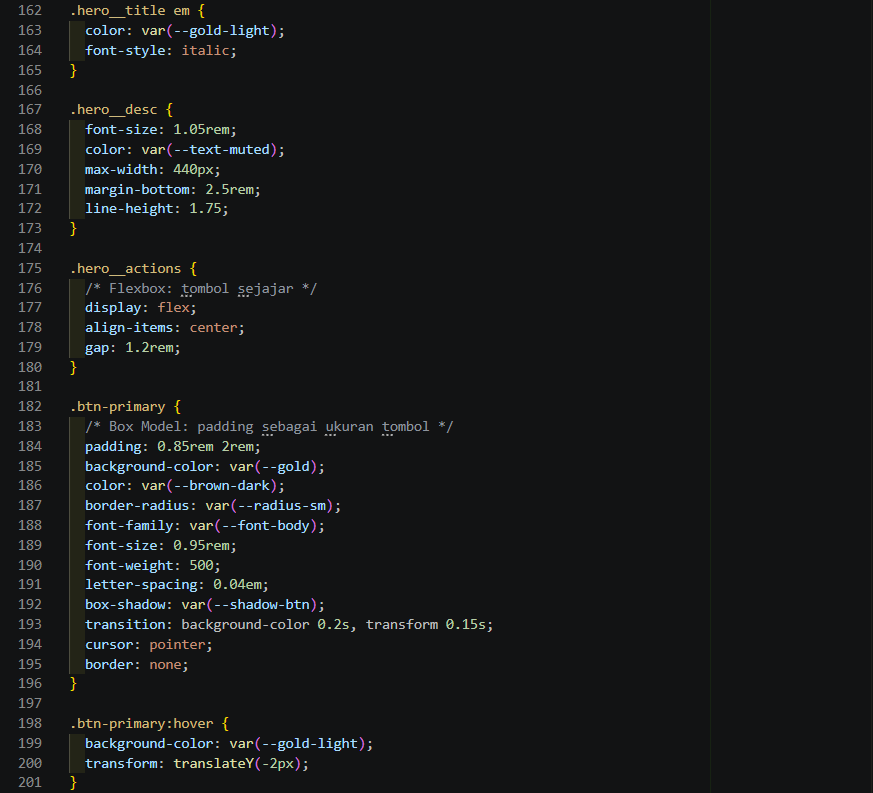 162 .hero__title em {
163   color: var(--gold-light);
164   font-style: italic;
165 }
166
167 .hero__desc {
168   font-size: 1.05rem;
169   color: var(--text-muted);
170   max-width: 440px;
171   margin-bottom: 2.5rem;
172   line-height: 1.75;
173 }
174
175 .hero__actions {
176   /* Flexbox: tombol sejajar */
177   display: flex;
178   align-items: center;
179   gap: 1.2rem;
180 }
181
182 .btn-primary {
183   /* Box Model: padding sebagai ukuran tombol */
184   padding: 0.85rem 2rem;
185   background-color: var(--gold);
186   color: var(--brown-dark);
187   border-radius: var(--radius-sm);
188   font-family: var(--font-body);
189   font-size: 0.95rem;
190   font-weight: 500;
191   letter-spacing: 0.04em;
192   box-shadow: var(--shadow-btn);
193   transition: background-color 0.2s, transform 0.15s;
194   cursor: pointer;
195   border: none;
196 }
197
198 .btn-primary:hover {
199   background-color: var(--gold-light);
200   transform: translateY(-2px);
201 }